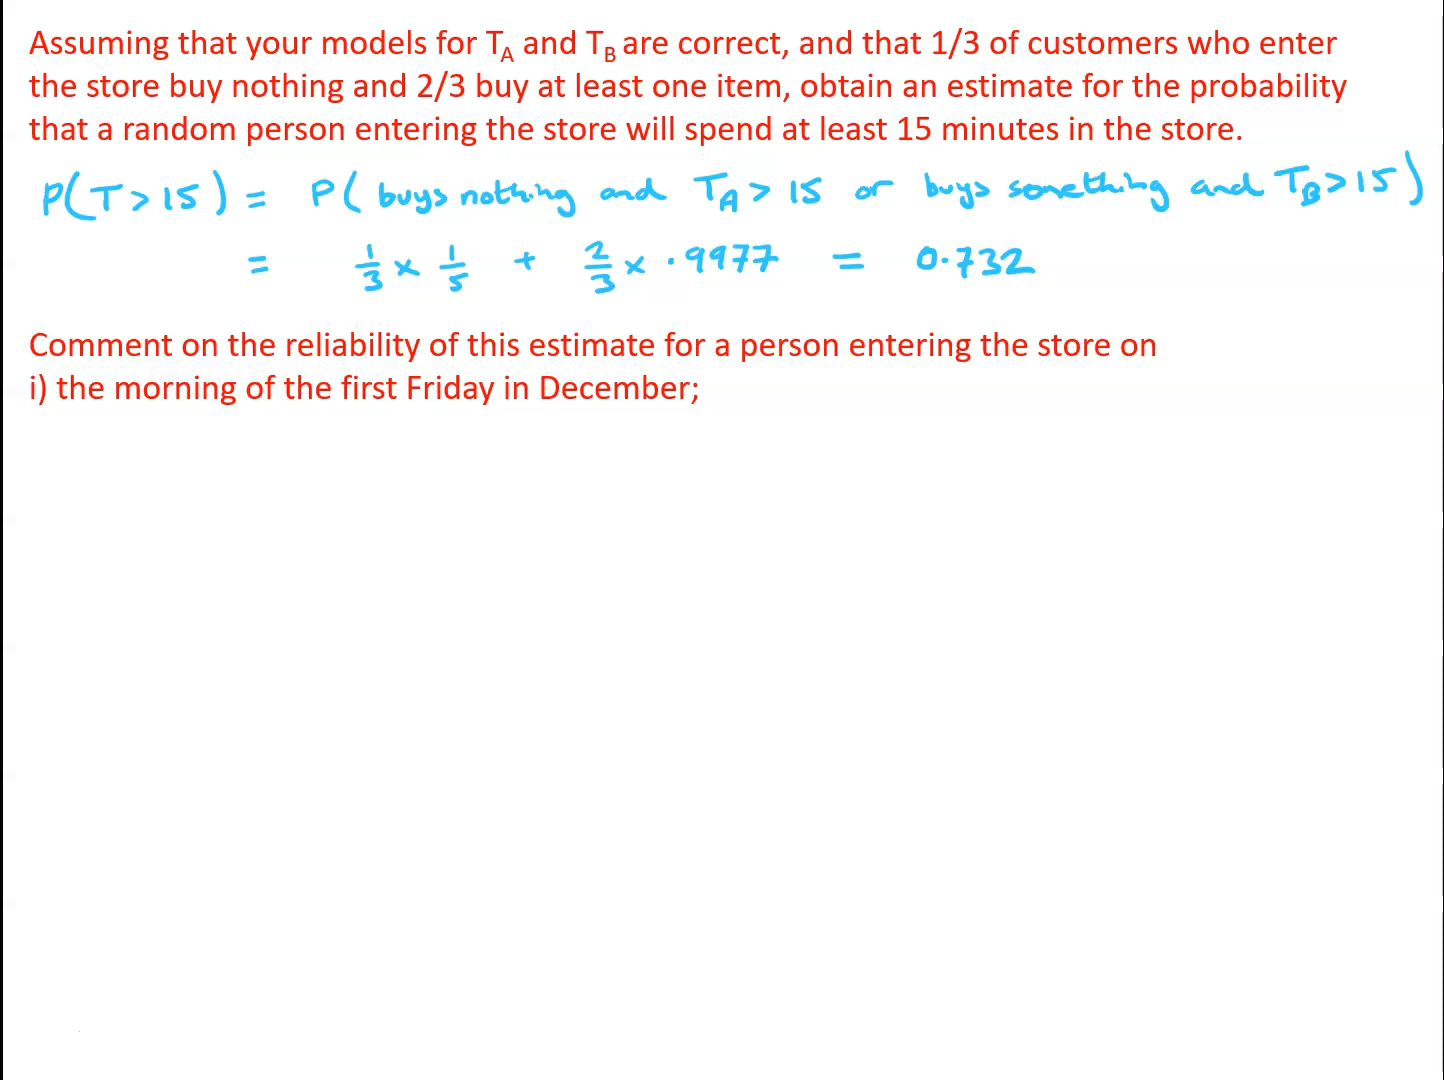 Assuming that your models for T_A and T_B are correct, and that 1/3 of customers who enter
the store buy nothing and 2/3 buy at least one item, obtain an estimate for the probability
that a random person entering the store will spend at least 15 minutes in the store.
P(T > 15) = P( buys nothing and T_A > 15 or buys something and T_B > 15 )
= 1/3 × 1/5 + 2/3 × .9977 = 0.732
Comment on the reliability of this estimate for a person entering the store on
i) the morning of the first Friday in December;